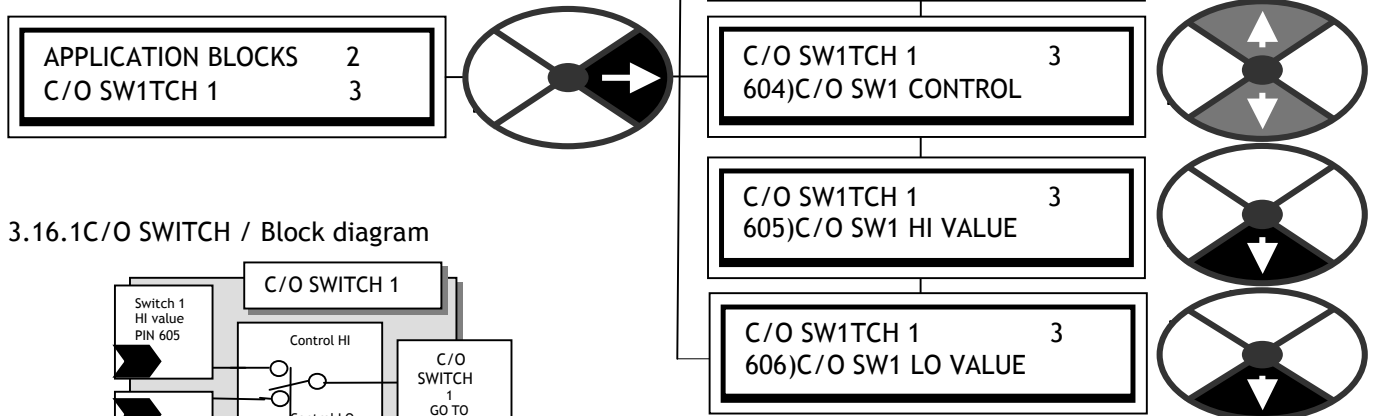 APPLICATION BLOCKS 2
C/O SW1TCH 1 3
C/O SW1TCH 1 3
604)C/O SW1 CONTROL
C/O SW1TCH 1 3
605)C/O SW1 HI VALUE
C/O SW1TCH 1 3
606)C/O SW1 LO VALUE
3.16.1C/O SWITCH / Block diagram
C/O SWITCH 1
Switch 1
HI value
PIN 605
Control HI
C/O
SWITCH
1
GO TO